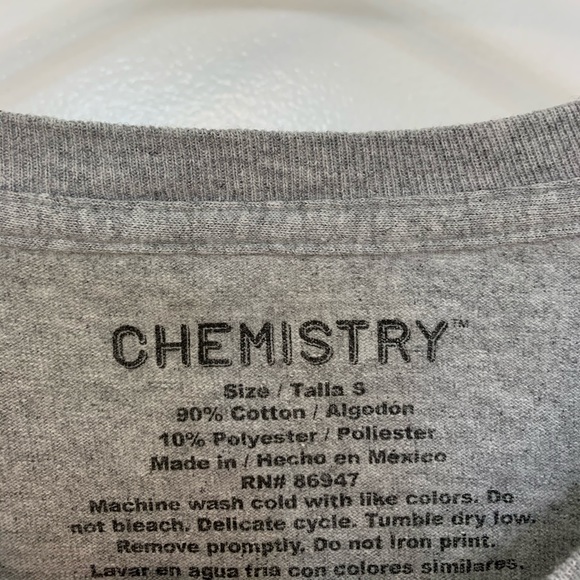 CHEMISTRY™
Size / Talla S
90% Cotton / Algodón
10% Polyester / Poliester
Made in / Hecho en México
RN# 86947
Machine wash cold with like colors. Do
not bleach. Delicate cycle. Tumble dry low.
Remove promptly. Do not iron print.
Lavar en agua fria con colores similares.